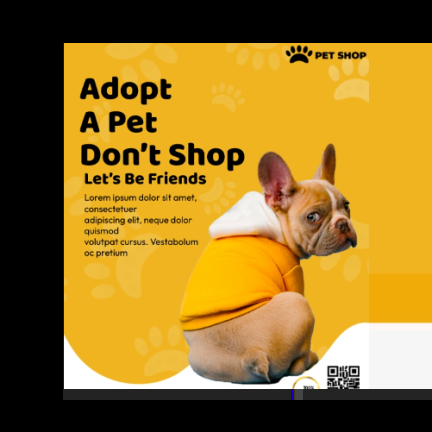 PET SHOP
Adopt
A Pet
Don't Shop
Let's Be Friends
Lorem ipsum dolor sit amet,
consectetuer
adipiscing elit, neque dolor
quismod
volutpat cursus. Vestabolum
oc pretium